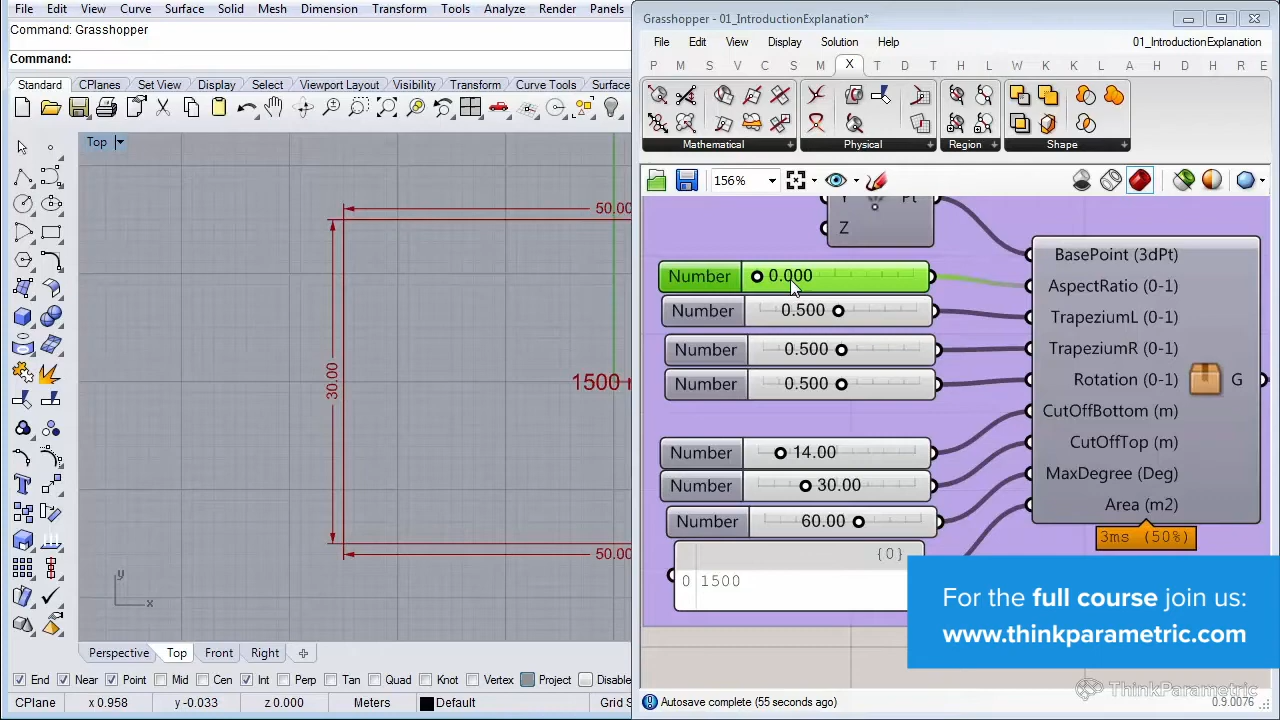 File Edit View Curve Surface Solid Mesh Dimension Transform Tools Analyze Render Panels
Command: Grasshopper
Command:
Standard CPlanes Set View Display Select Viewport Layout Visibility Transform Curve Tools Surface
Top
50.00
30.00
1500
50.00
y
x
Perspective Top Front Right
End Near Point Mid Cen Int Perp Tan Quad Knot Vertex Project Disable
CPlane x 0.958 y -0.033 z 0.000 Meters Default Grid S
Grasshopper - 01_IntroductionExplanation*
File Edit View Display Solution Help 01_IntroductionExplanation
P M S V C S M X T D T H L W K K L A H D H R E
Mathematical Physical Region Shape
156%
Y Pt
Z
BasePoint (3dPt)
Number 0.000 AspectRatio (0-1)
Number 0.500 TrapeziumL (0-1)
Number 0.500 TrapeziumR (0-1)
Number 0.500 Rotation (0-1) G
CutOffBottom (m)
Number 14.00 CutOffTop (m)
Number 30.00 MaxDegree (Deg)
Number 60.00 Area (m2)
3ms (50%)
{0}
0 1500
For the full course join us:
www.thinkparametric.com
ThinkParametric
Autosave complete (55 seconds ago) 0.9.0076